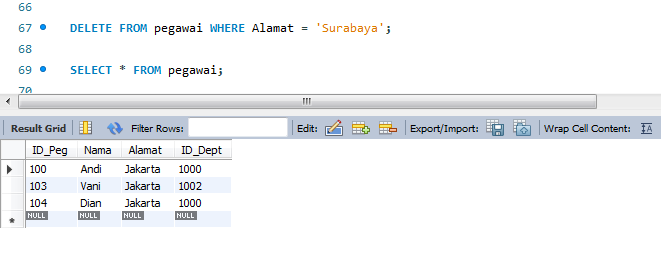 66
67 DELETE FROM pegawai WHERE Alamat = 'Surabaya';
68
69 SELECT * FROM pegawai;
70
Result Grid Filter Rows: Edit: Export/Import: Wrap Cell Content: IA
ID_Peg Nama Alamat ID_Dept
100 Andi Jakarta 1000
103 Vani Jakarta 1002
104 Dian Jakarta 1000
* NULL NULL NULL NULL